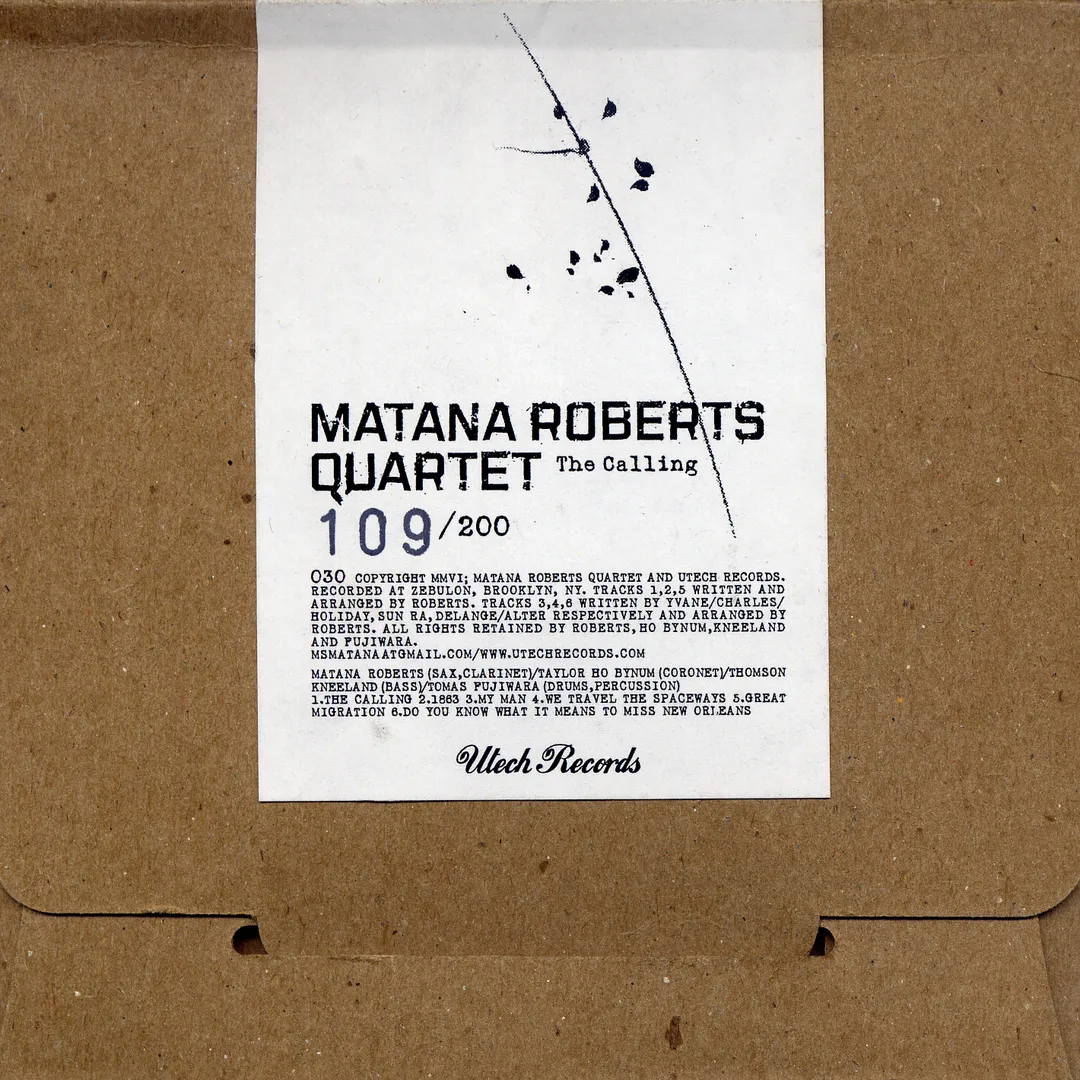 MATANA ROBERTS
QUARTET The Calling
109/200
030 COPYRIGHT MMVI; MATANA ROBERTS QUARTET AND UTECH RECORDS.
RECORDED AT ZEBULON, BROOKLYN, NY. TRACKS 1,2,5 WRITTEN AND
ARRANGED BY ROBERTS. TRACKS 3,4,6 WRITTEN BY YVANE/CHARLES/
HOLIDAY, SUN RA, DELANGE/ALTER RESPECTIVELY AND ARRANGED BY
ROBERTS. ALL RIGHTS RETAINED BY ROBERTS, HO BYNUM, KNEELAND
AND FUJIWARA.
MSMATANAATGMAIL.COM/WWW.UTECHRECORDS.COM
MATANA ROBERTS (SAX, CLARINET)/TAYLOR HO BYNUM (CORONET)/THOMSON
KNEELAND (BASS)/TOMAS FUJIWARA (DRUMS, PERCUSSION)
1.THE CALLING 2.1863 3.MY MAN 4.WE TRAVEL THE SPACEWAYS 5.GREAT
MIGRATION 6.DO YOU KNOW WHAT IT MEANS TO MISS NEW ORLEANS
Utech Records